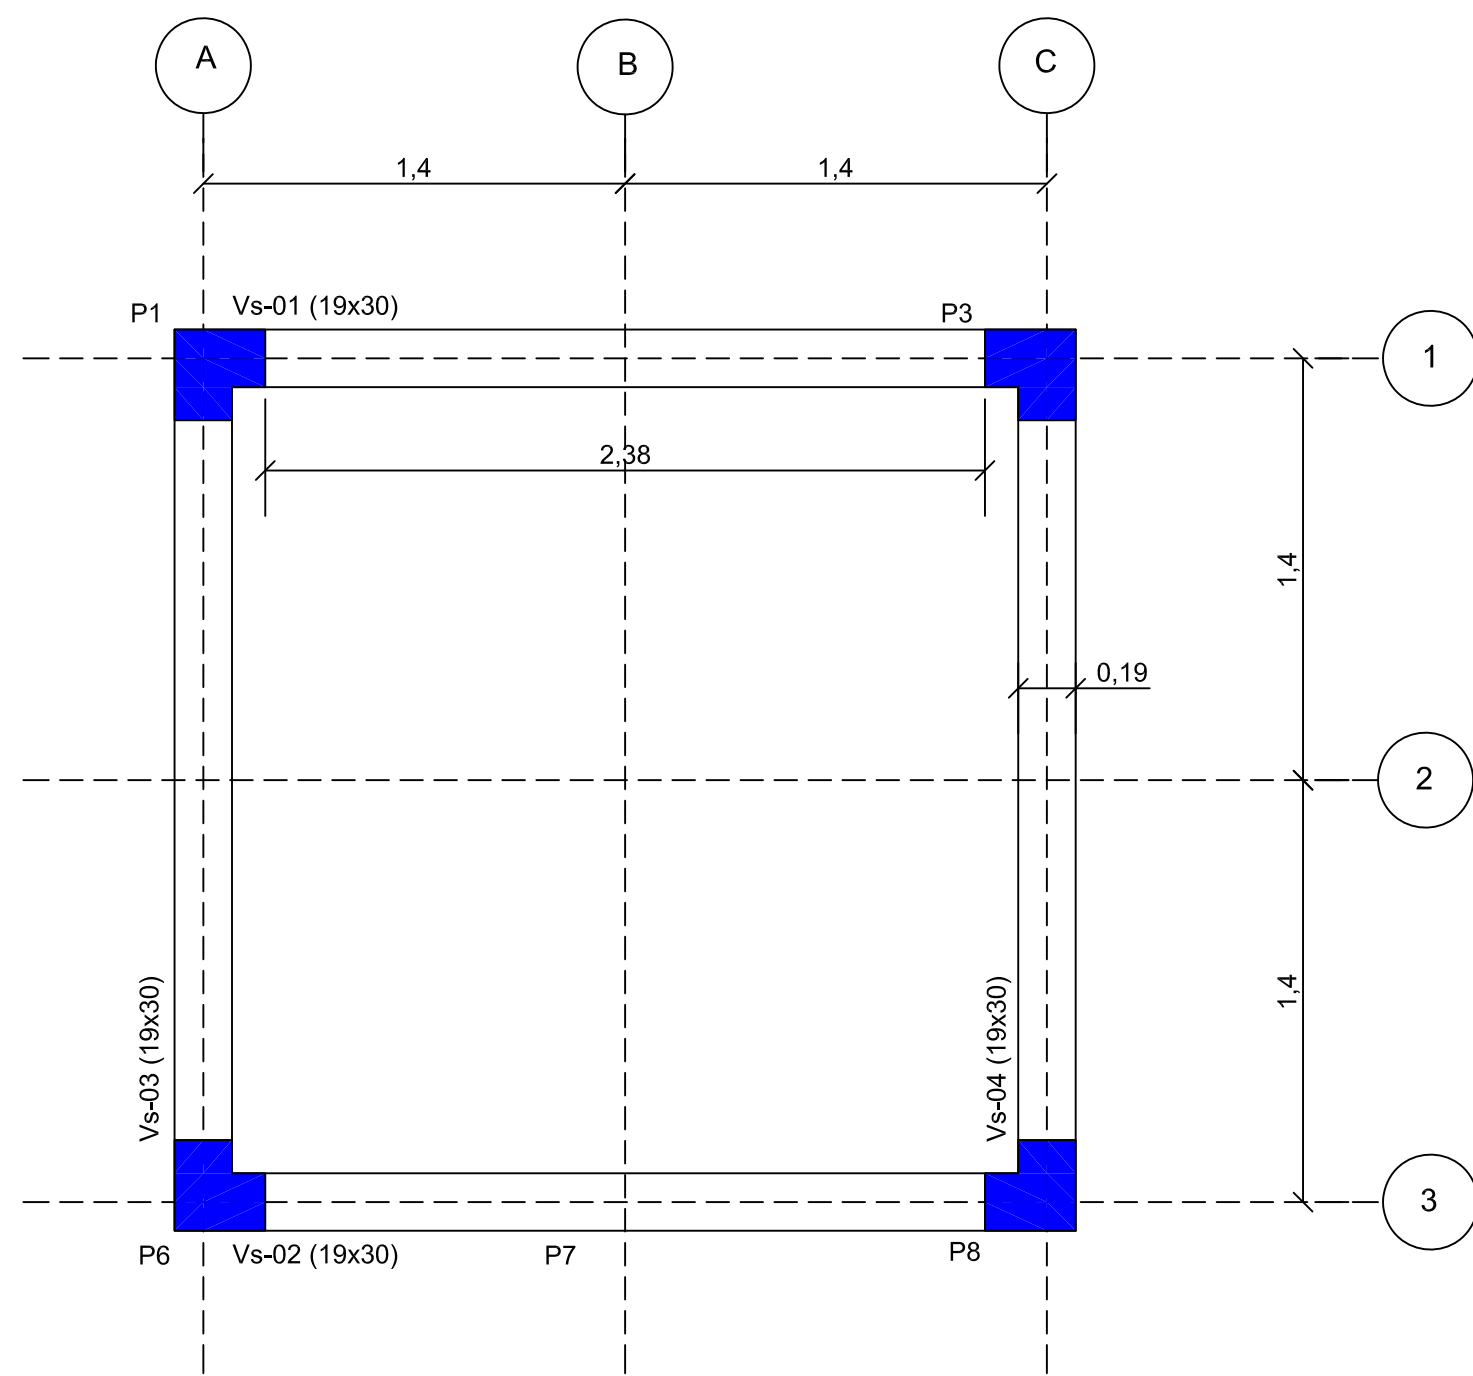 A
B
C
1,4
1,4
P1
Vs-01 (19x30)
P3
1
2,38
1,4
0,19
2
Vs-03 (19x30)
Vs-04 (19x30)
1,4
3
P6
Vs-02 (19x30)
P7
P8